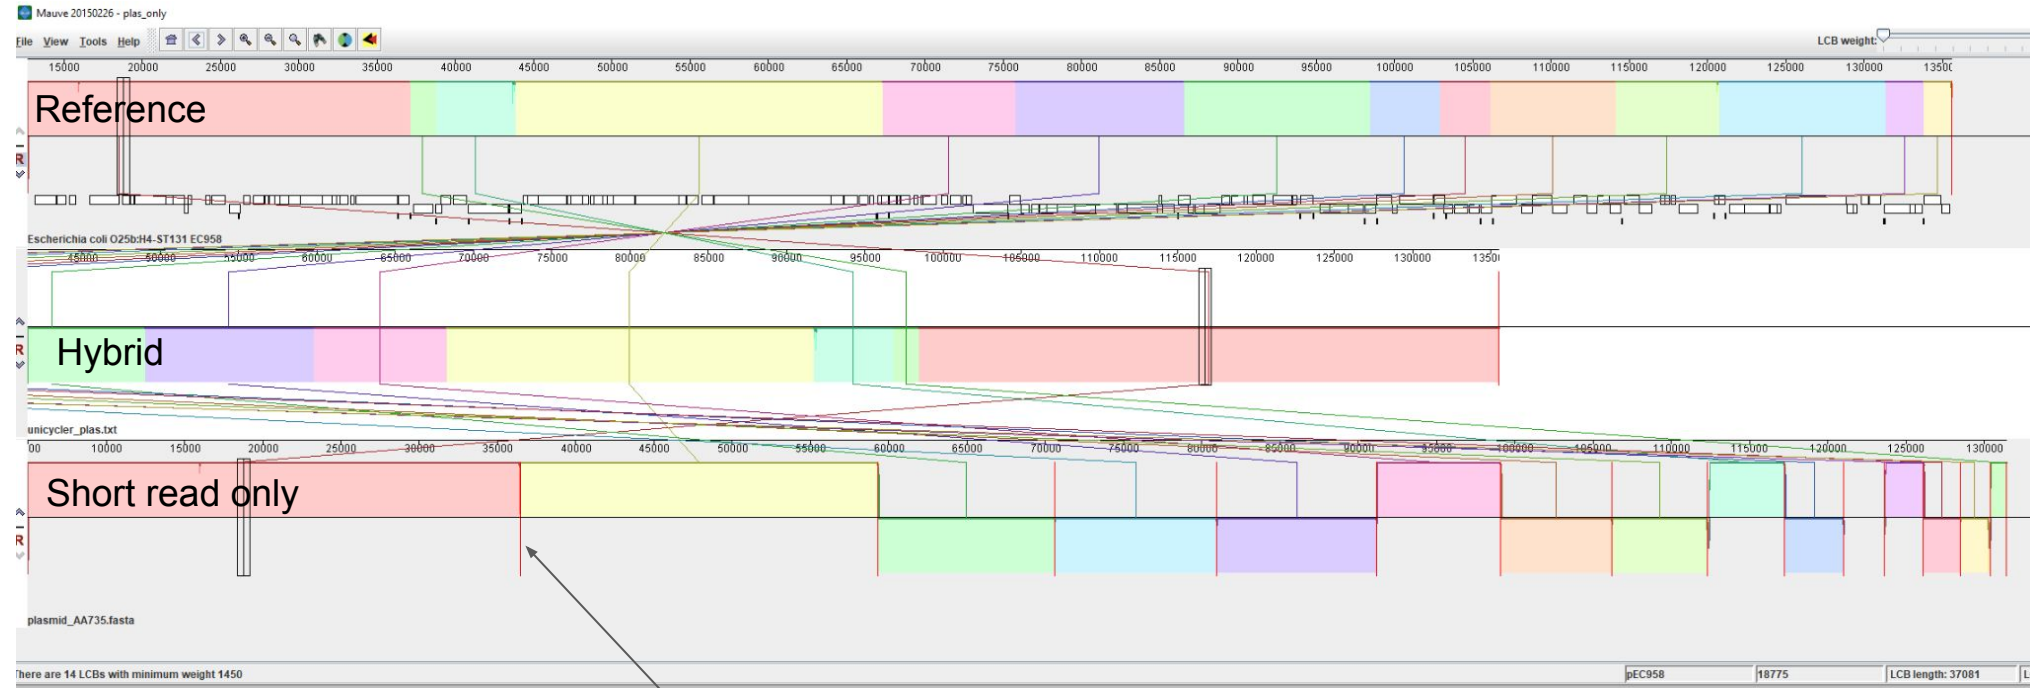 Mauve 20150226 - plas_only
File View Tools Help
LCB weight:
15000 20000 25000 30000 35000 40000 45000 50000 55000 60000 65000 70000 75000 80000 85000 90000 95000 100000 105000 110000 115000 120000 125000 130000 13500
Reference
R
Escherichia coli O25b:H4-ST131 EC958
45000 50000 55000 60000 65000 70000 75000 80000 85000 90000 95000 100000 105000 110000 115000 120000 125000 130000 13500
Hybrid
R
unicycler_plas.txt
00 10000 15000 20000 25000 30000 35000 40000 45000 50000 55000 60000 65000 70000 75000 80000 85000 90000 95000 100000 105000 110000 115000 120000 125000 130000
Short read only
R
plasmid_AA735.fasta
There are 14 LCBs with minimum weight 1450
pEC958 18775 LCB length: 37081 L